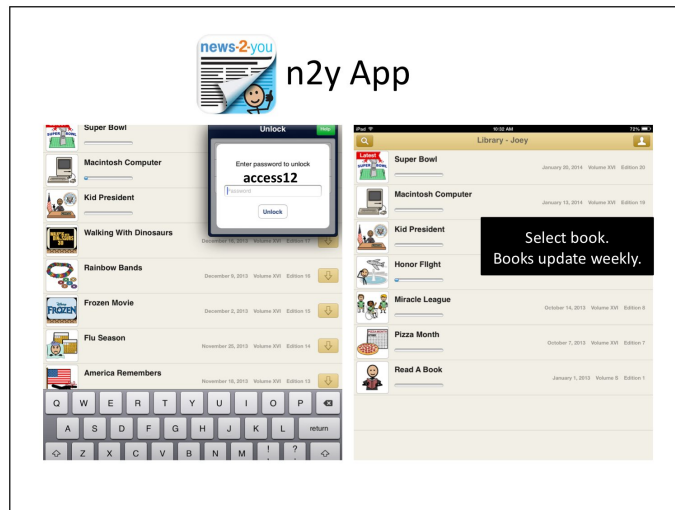 news-2-you
n2y App
Super Bowl
Macintosh Computer
Kid President
Walking With Dinosaurs
December 16, 2013 Volume XVI Edition 17
Rainbow Bands
December 9, 2013 Volume XVI Edition 16
FROZEN
Frozen Movie
December 2, 2013 Volume XVI Edition 15
Flu Season
November 25, 2013 Volume XVI Edition 14
America Remembers
November 18, 2013 Volume XVI Edition 13
Unlock
Help
Enter password to unlock
access12
Password
Unlock
Q W E R T Y U I O P
A S D F G H J K L return
Z X C V B N M ! , ? .
iPad
10:52 AM
72%
Library - Joey
Latest
Super Bowl
January 20, 2014 Volume XVI Edition 20
Macintosh Computer
January 13, 2014 Volume XVI Edition 19
Kid President
Select book.
Books update weekly.
Honor Flight
Miracle League
October 14, 2013 Volume XVI Edition 8
Pizza Month
October 7, 2013 Volume XVI Edition 7
Read A Book
January 1, 2013 Volume S Edition 1